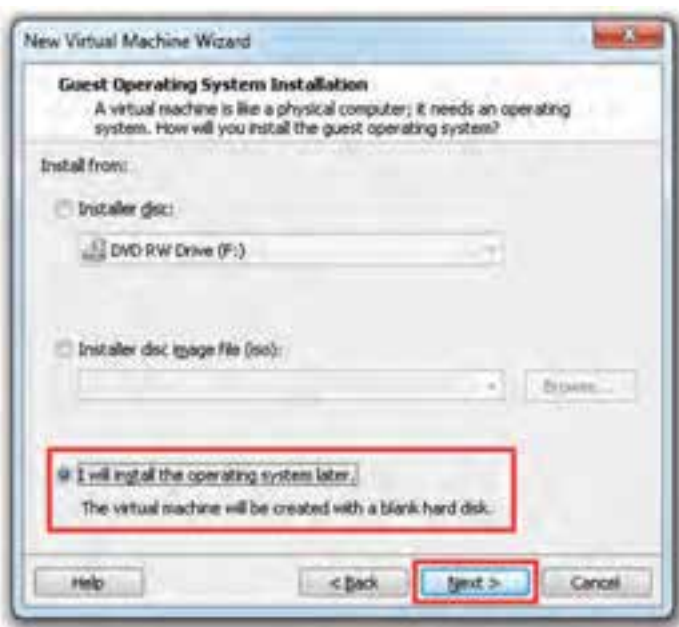 New Virtual Machine Wizard
Guest Operating System Installation
A virtual machine is like a physical computer; it needs an operating
system. How will you install the guest operating system?
Install from:
Installer disc:
DVD RW Drive (F:)
Installer disc image file (iso):
Browse...
I will install the operating system later.
The virtual machine will be created with a blank hard disk.
Help
< Back
Next >
Cancel